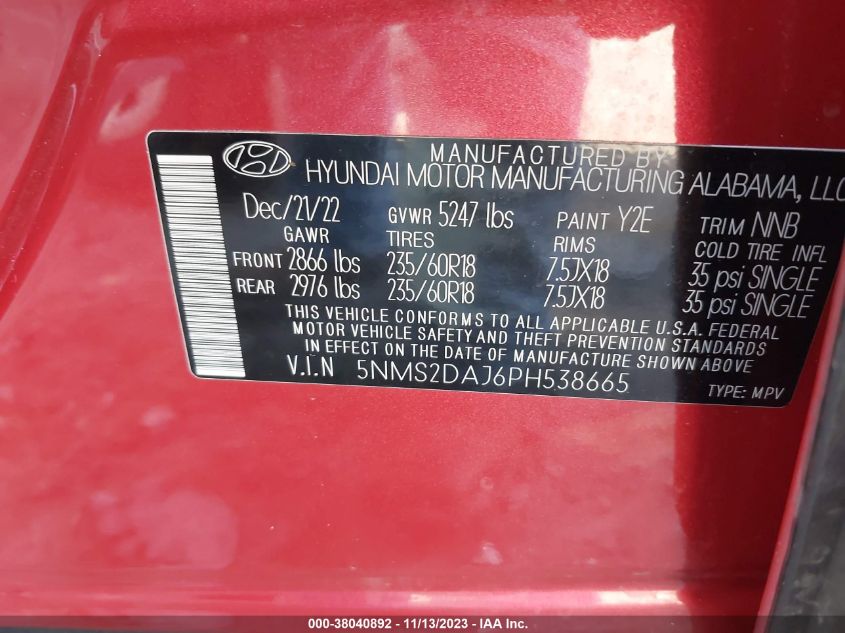 MANUFACTURED BY
HYUNDAI MOTOR MANUFACTURING ALABAMA, LLC
Dec/21/22 GVWR 5247 lbs PAINT Y2E TRIM NNB
GAWR TIRES RIMS COLD TIRE INFL
FRONT 2866 lbs 235/60R18 7.5JX18 35 psi SINGLE
REAR 2976 lbs 235/60R18 7.5JX18 35 psi SINGLE
THIS VEHICLE CONFORMS TO ALL APPLICABLE U.S.A. FEDERAL
MOTOR VEHICLE SAFETY AND THEFT PREVENTION STANDARDS
IN EFFECT ON THE DATE OF MANUFACTURE SHOWN ABOVE
V.I.N 5NMS2DAJ6PH538665 TYPE: MPV
000-38040892 - 11/13/2023 - IAA Inc.